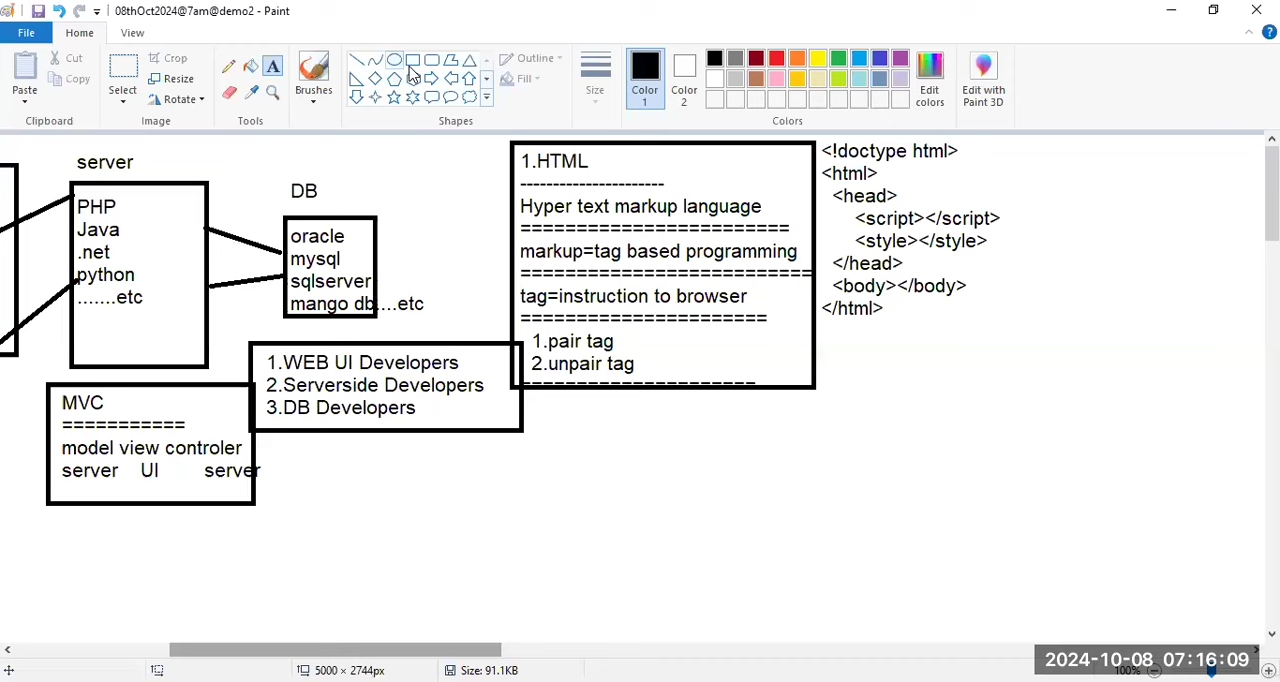 08thOct2024@7am@demo2 - Paint
File
Home
View
Paste
Cut
Copy
Clipboard
Select
Crop
Resize
Rotate
Image
A
Tools
Brushes
Outline
Fill
Shapes
Size
Color 1
Color 2
Edit colors
Edit with Paint 3D
Colors
server
PHP
Java
.net
python
.......etc
DB
oracle
mysql
sqlserver
mango db....etc
1.WEB UI Developers
2.Serverside Developers
3.DB Developers
MVC
===========
model view controler
server UI server
1.HTML
----------------------
Hyper text markup language
=========================
markup=tag based programming
===========================
tag=instruction to browser
=======================
1.pair tag
2.unpair tag
======================
<!doctype html>
<html>
<head>
<script></script>
<style></style>
</head>
<body></body>
</html>
5000 × 2744px
Size: 91.1KB
100%
2024-10-08 07:16:09